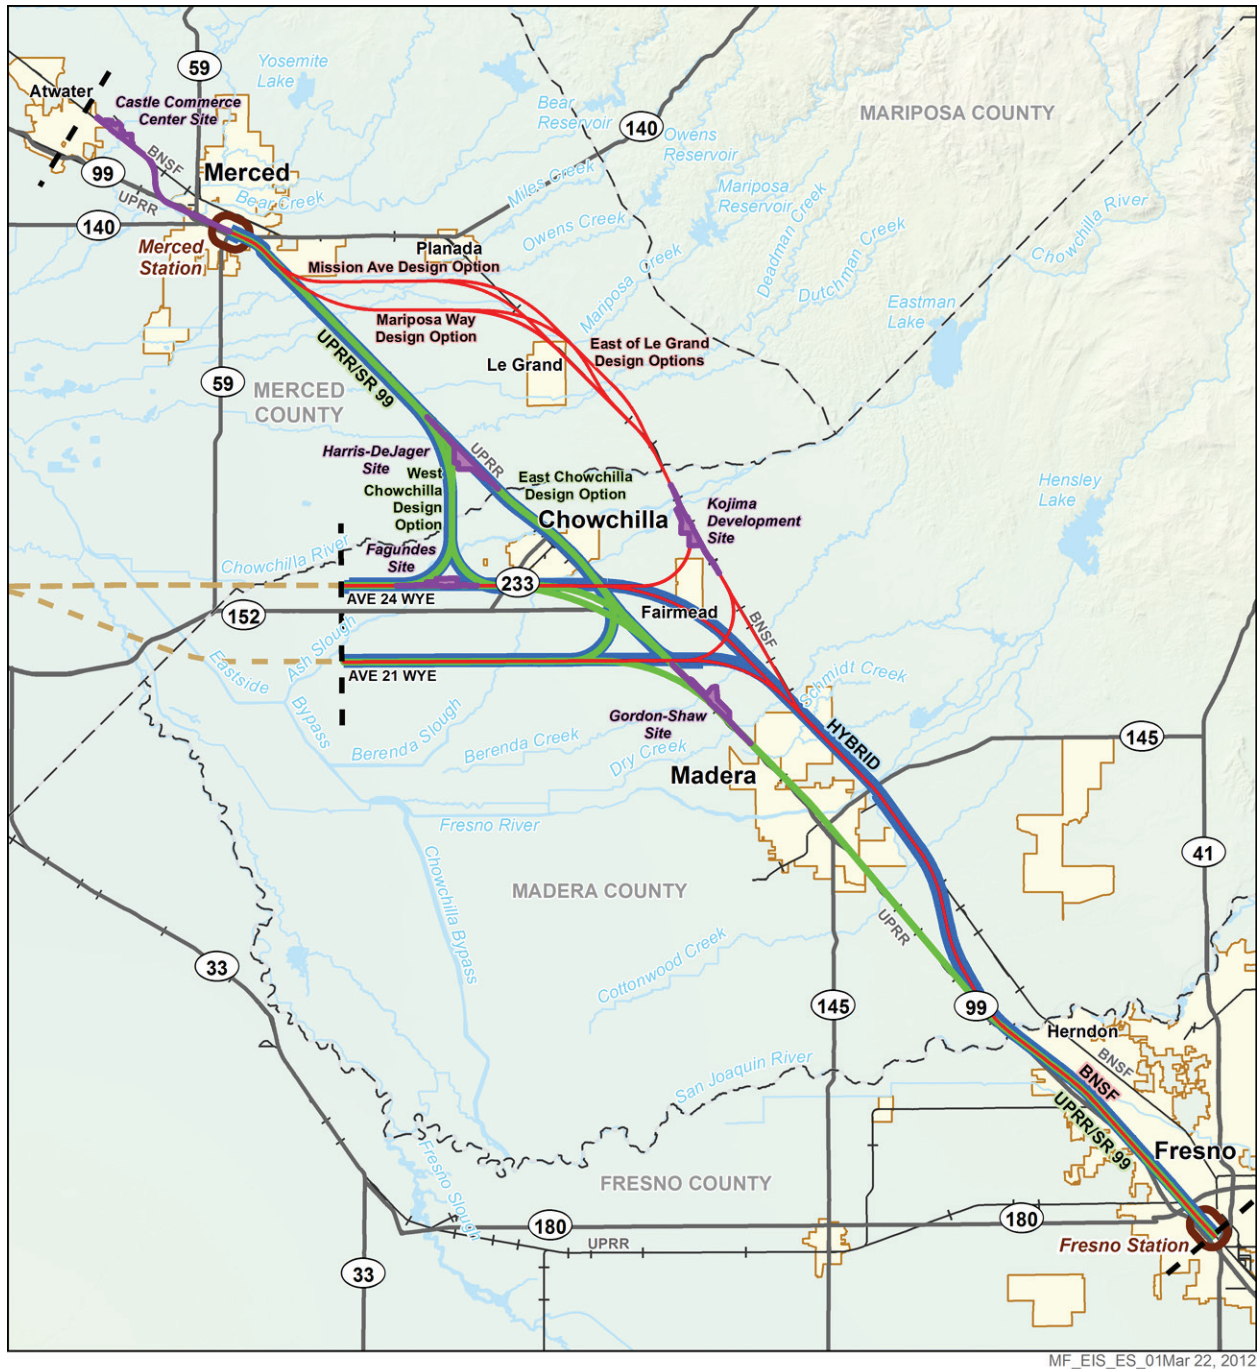 59
Yosemite
Lake
Atwater
Castle Commerce
Center Site
BNSF
99
Merced
UPRR
Bear Creek
140
Merced
Station
Bear
Reservoir
140
Owens
Reservoir
MARIPOSA COUNTY
Miles Creek
Mariposa
Reservoir
Owens Creek
Deadman Creek
Dutchman Creek
Chowchilla River
Planada
Mission Ave Design Option
Mariposa Creek
Eastman
Lake
Mariposa Way
Design Option
East of Le Grand
Design Options
Le Grand
UPRR/SR 99
59
MERCED
COUNTY
Harris-DeJager
Site
UPRR
West
Chowchilla
Design
Option
East Chowchilla
Design Option
Hensley
Lake
Kojima
Development
Site
Chowchilla
Chowchilla River
Fagundes
Site
233
AVE 24 WYE
152
Fairmead
BNSF
Ash Slough
Eastside
Bypass
AVE 21 WYE
Schmidt Creek
Gordon-Shaw
Site
Berenda Slough
Berenda Creek
Dry Creek
HYBRID
145
Madera
Fresno River
41
Chowchilla Bypass
MADERA COUNTY
UPRR
Cottonwood Creek
33
145
99
Herndon
BNSF
San Joaquin River
BNSF
UPRR/SR 99
Fresno
FRESNO COUNTY
Fresno Slough
180
180
UPRR
Fresno Station
33
MF_EIS_ES_01Mar 22, 2012